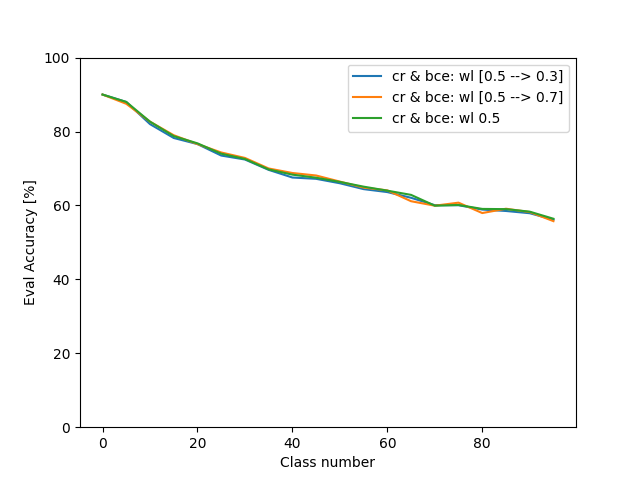 100
80
60
40
20
0
Eval Accuracy [%]
cr & bce: wl [0.5 --> 0.3]
cr & bce: wl [0.5 --> 0.7]
cr & bce: wl 0.5
0 20 40 60 80
Class number